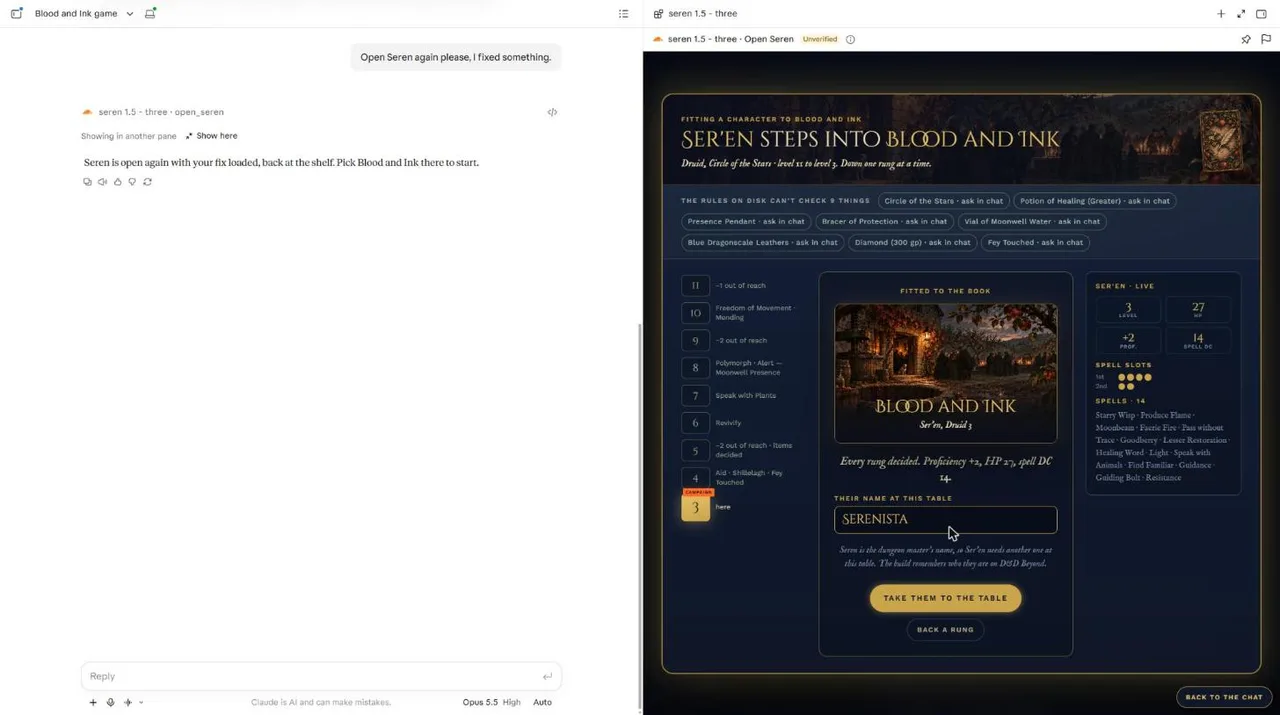 Blood and Ink game
Open Seren again please, I fixed something.
seren 1.5 - three · open_seren
Showing in another pane
Show here
Seren is open again with your fix loaded, back at the shelf. Pick Blood and Ink there to start.
Reply
Claude is AI and can make mistakes.
Opus 5.5 High
Auto
seren 1.5 - three
seren 1.5 - three · Open Seren
Unverified
FITTING A CHARACTER TO BLOOD AND INK
SER'EN STEPS INTO BLOOD AND INK
Druid, Circle of the Stars · level 11 to level 3. Down one rung at a time.
THE RULES ON DISK CAN'T CHECK 9 THINGS
Circle of the Stars · ask in chat
Potion of Healing (Greater) · ask in chat
Presence Pendant · ask in chat
Bracer of Protection · ask in chat
Vial of Moonwell Water · ask in chat
Blue Dragonscale Leathers · ask in chat
Diamond (300 gp) · ask in chat
Fey Touched · ask in chat
11
−1 out of reach
10
Freedom of Movement ·
Mending
9
−2 out of reach
8
Polymorph · Alert —
Moonwell Presence
7
Speak with Plants
6
Revivify
5
−2 out of reach · Items
decided
4
Aid · Shillelagh · Fey
Touched
CAMPAIGN
3
here
FITTED TO THE BOOK
BLOOD AND INK
Ser'en, Druid 3
Every rung decided. Proficiency +2, HP 27, spell DC
14.
THEIR NAME AT THIS TABLE
SERENISTA
Seren is the dungeon master's name, so Ser'en needs another one at
this table. The build remembers who they are on D&D Beyond.
TAKE THEM TO THE TABLE
BACK A RUNG
SER'EN · LIVE
3
LEVEL
27
HP
+2
PROF.
14
SPELL DC
SPELL SLOTS
1st
2nd
SPELLS · 14
Starry Wisp · Produce Flame ·
Moonbeam · Faerie Fire · Pass without
Trace · Goodberry · Lesser Restoration ·
Healing Word · Light · Speak with
Animals · Find Familiar · Guidance ·
Guiding Bolt · Resistance
BACK TO THE CHAT